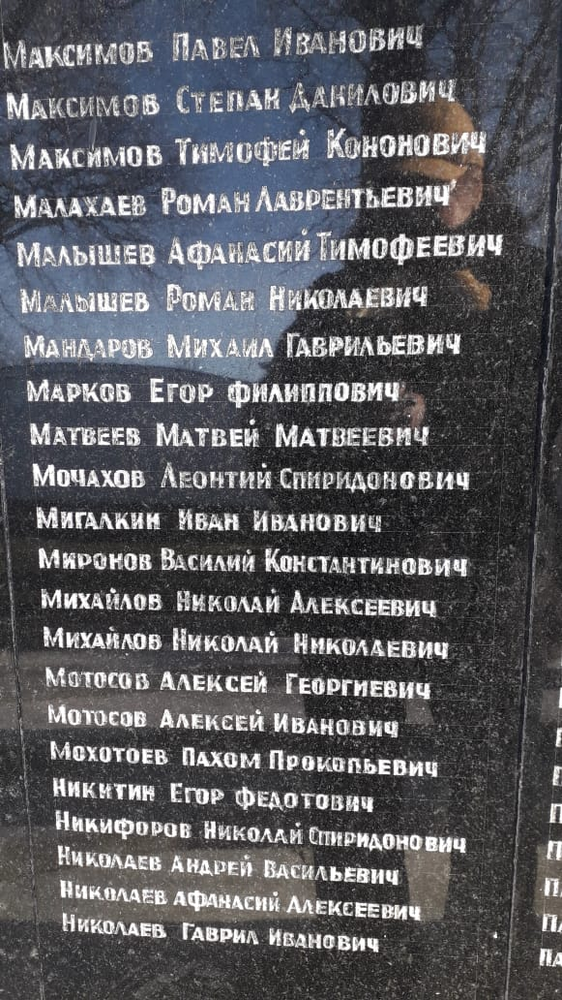 Максимов Павел Иванович
Максимов Степан Данилович
Максимов Тимофей Кононович
Малахаев Роман Лаврентьевич
Малышев Афанасий Тимофеевич
Малышев Роман Николаевич
Мандаров Михаил Гаврильевич
Марков Егор Филиппович
Матвеев Матвей Матвеевич
Мочахов Леонтий Спиридонович
Мигалкин Иван Иванович
Миронов Василий Константинович
Михайлов Николай Алексеевич
Михайлов Николай Николаевич
Мотосов Алексей Георгиевич
Мотосов Алексей Иванович
Мохотоев Пахом Прокопьевич
Никитин Егор Федотович
Никифоров Николай Спиридонович
Николаев Андрей Васильевич
Николаев Афанасий Алексеевич
Николаев Гаврил Иванович